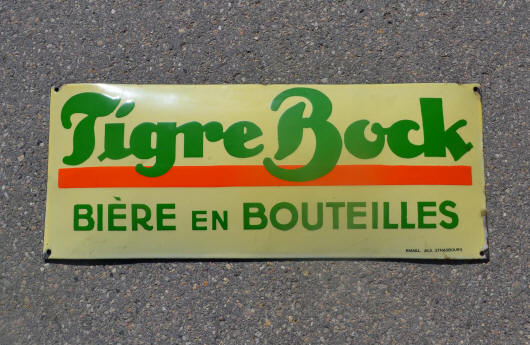 Tigre Bock
BIÈRE EN BOUTEILLES